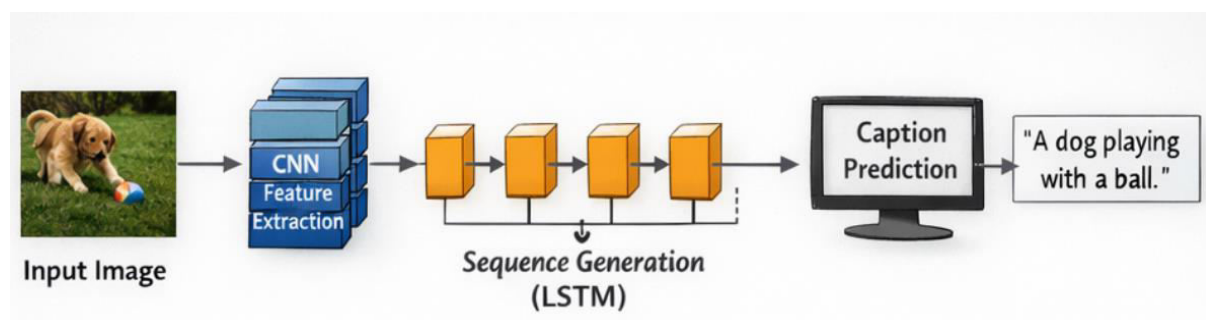 Input Image
CNN
Feature
Extraction
Sequence Generation
(LSTM)
Caption
Prediction
"A dog playing
with a ball."